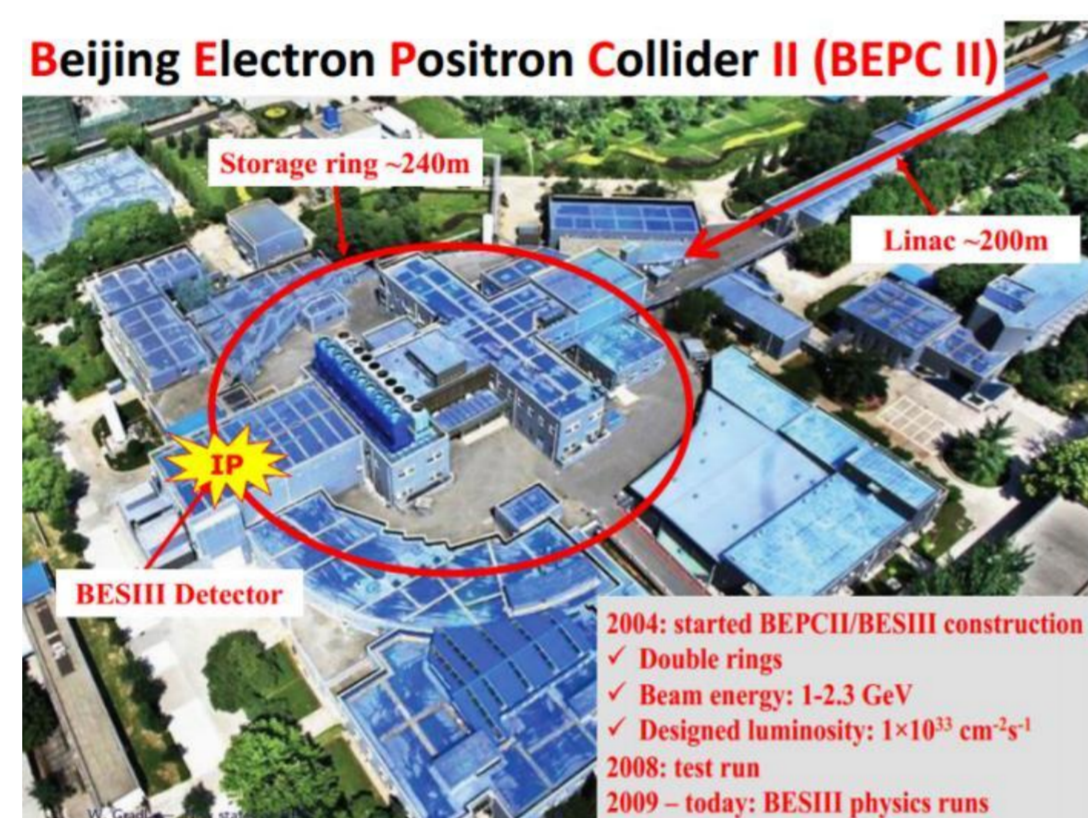 Beijing Electron Positron Collider II (BEPC II)
Storage ring ~240m
Linac ~200m
IP
BESIII Detector
2004: started BEPCII/BESIII construction
✓ Double rings
✓ Beam energy: 1-2.3 GeV
✓ Designed luminosity: 1×10³³ cm⁻²s⁻¹
2008: test run
2009 – today: BESIII physics runs